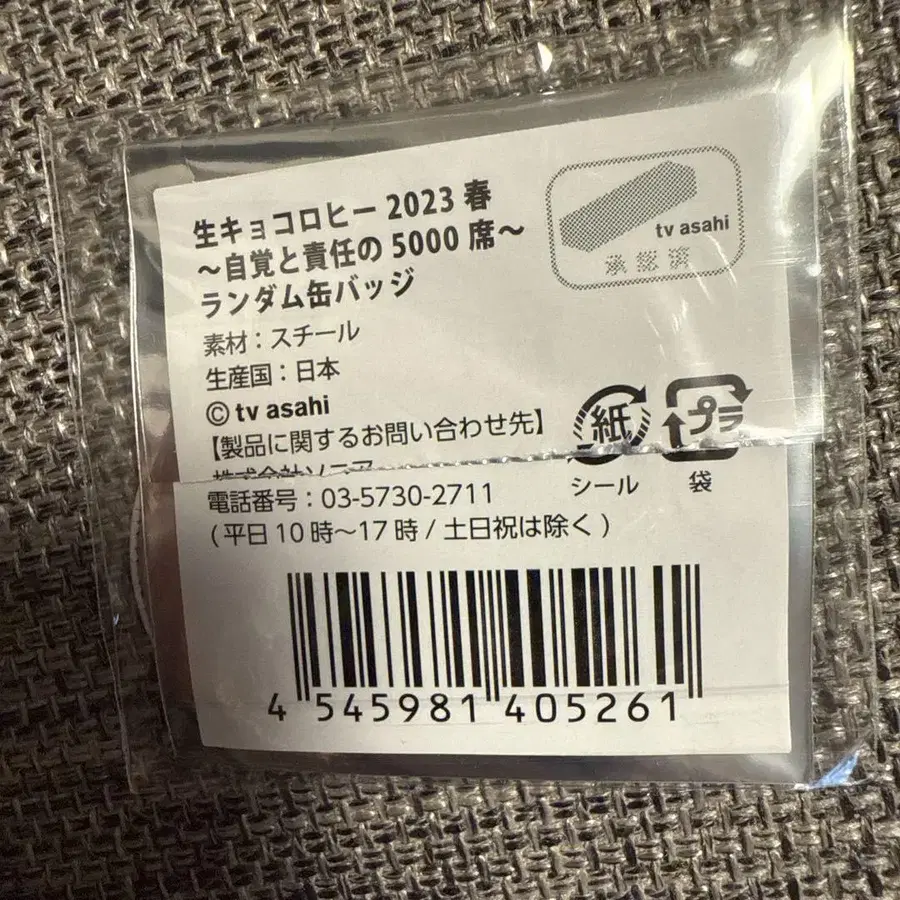 生キョコロヒー 2023 春
～自覚と責任の 5000 席～
ランダム缶バッジ
tv asahi
承認済
素材：スチール
生産国：日本
© tv asahi
【製品に関するお問い合わせ先】
紙
シール
プラ
袋
電話番号：03-5730-2711
( 平日 10 時～17 時 / 土日祝は除く )
4 545981 405261